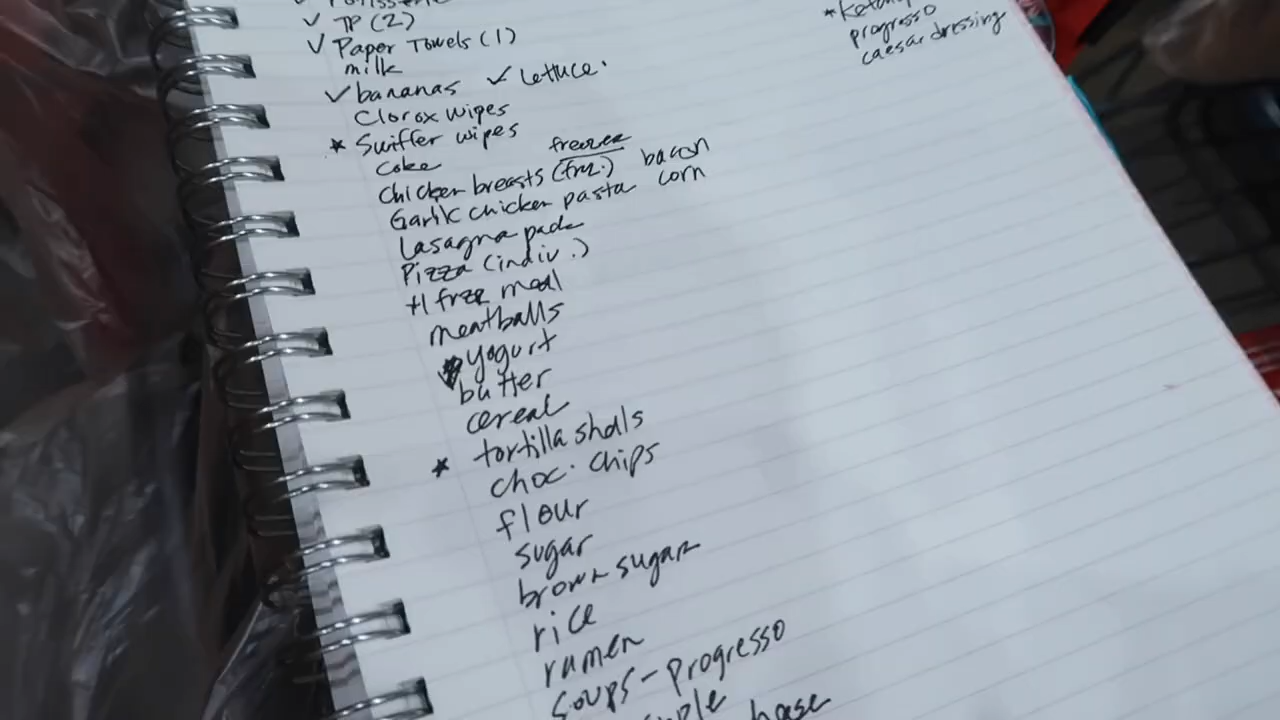 ✓ TP (2)
✓ Paper Towels (1)
milk
✓ bananas ✓ lettuce.
Clorox wipes
* Swiffer wipes
coke
freezer
chicken breasts (frz.) bacon
Garlic chicken pasta corn
lasagna
Pizza (indiv.)
+1 frzr meal
meatballs
yogurt
butter
cereal
* tortilla shells
choc. chips
flour
sugar
brown sugar
rice
ramen
soups - progresso
base
progresso
caesar dressing